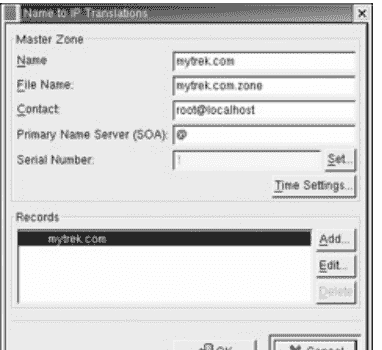 Name to IP Translations
Master Zone
Name mytrek.com
File Name: mytrek.com.zone
Contact: root@localhost
Primary Name Server (SOA): @
Serial Number: 1 Set...
Time Settings...
Records
mytrek.com
Add...
Edit...
Delete
OK
Cancel